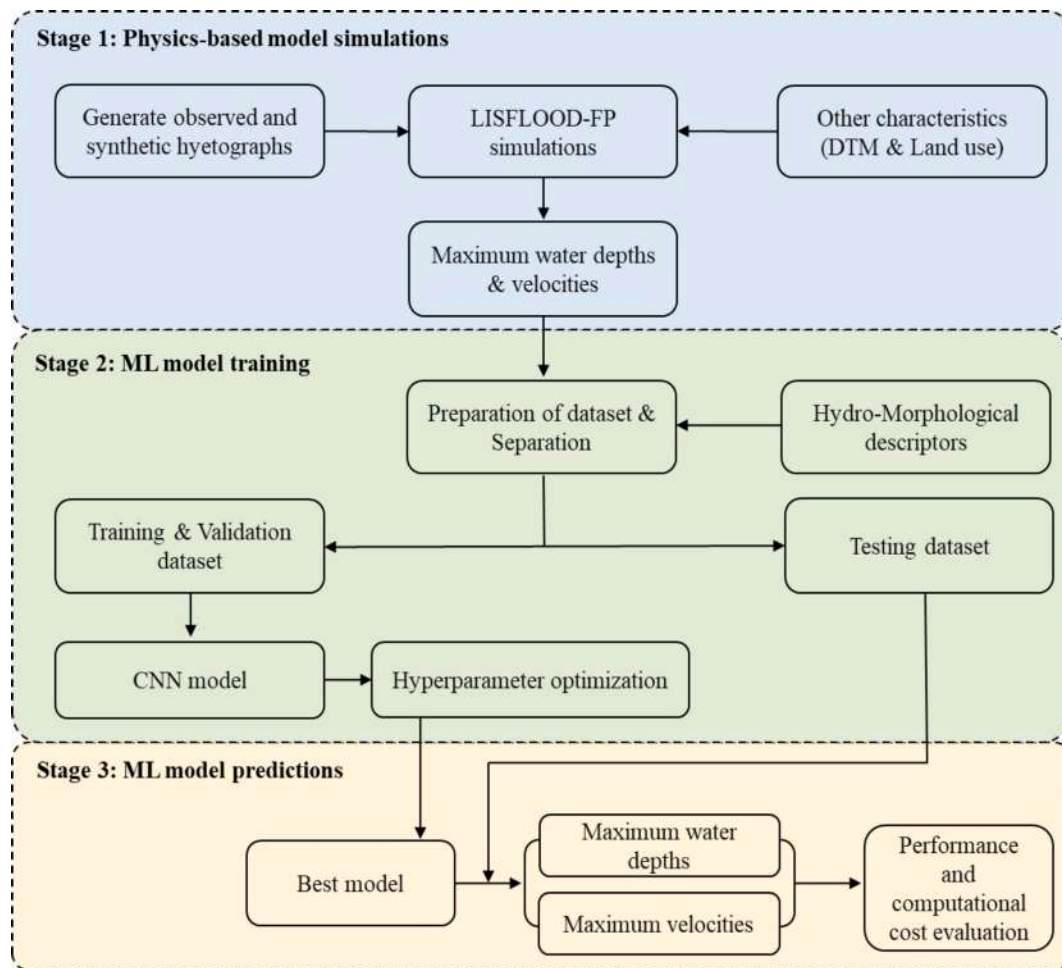 Stage 1: Physics-based model simulations
Generate observed and
synthetic hyetographs
LISFLOOD-FP
simulations
Other characteristics
(DTM & Land use)
Maximum water depths
& velocities
Stage 2: ML model training
Preparation of dataset &
Separation
Hydro-Morphological
descriptors
Training & Validation
dataset
Testing dataset
CNN model
Hyperparameter optimization
Stage 3: ML model predictions
Best model
Maximum water
depths
Maximum velocities
Performance
and
computational
cost evaluation